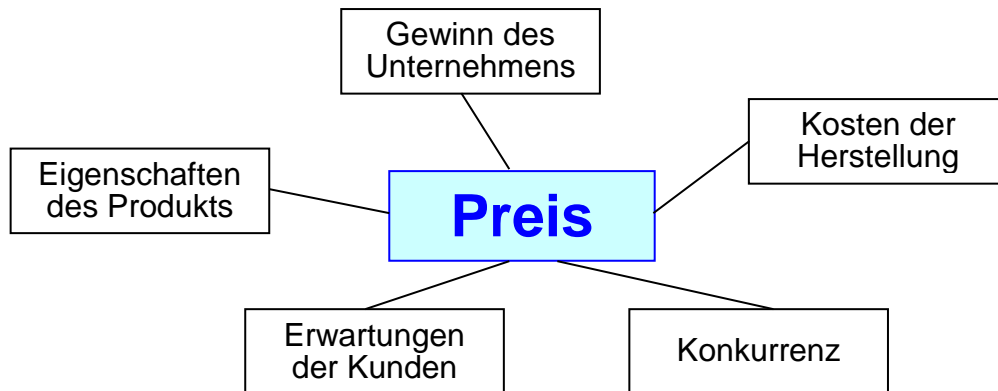 Gewinn des
Unternehmens
Kosten der
Herstellung
Eigenschaften
des Produkts
Preis
Erwartungen
der Kunden
Konkurrenz